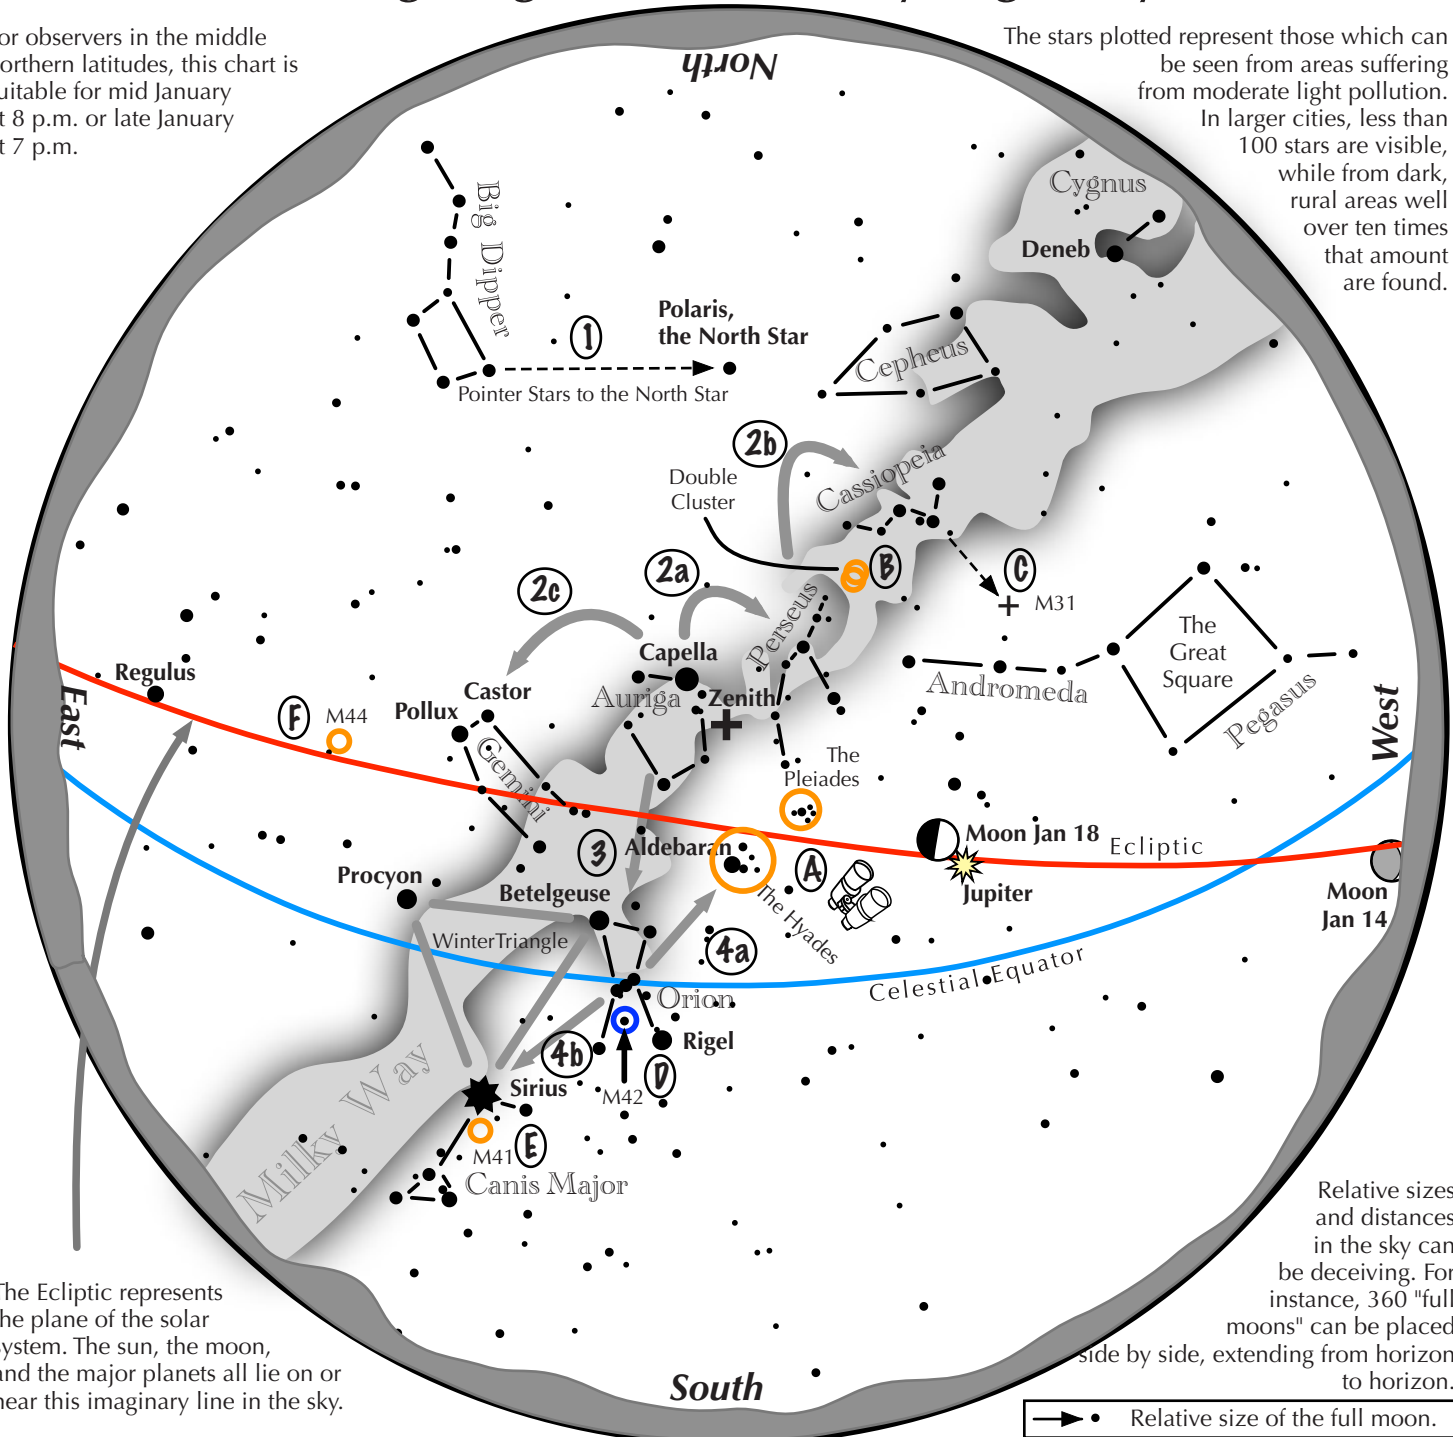 North
or observers in the middle
orthern latitudes, this chart is
uitable for mid January
t 8 p.m. or late January
t 7 p.m.
The stars plotted represent those which can
be seen from areas suffering
from moderate light pollution.
In larger cities, less than
100 stars are visible,
while from dark,
rural areas well
over ten times
that amount
are found.
Cygnus
Deneb
Big Dipper
1
Polaris,
the North Star
Pointer Stars to the North Star
Cepheus
2b
Double
Cluster
Cassiopeia
B
C
M31
2c
2a
Perseus
The
Great
Square
Capella
Regulus
Castor
Pollux
Auriga
Zenith
Andromeda
Pegasus
East
West
F
M44
Gemini
The
Pleiades
3
Aldebaran
A
Moon Jan 18
Ecliptic
Jupiter
Moon
Jan 14
Procyon
Betelgeuse
The Hyades
WinterTriangle
4a
Celestial Equator
Orion
Rigel
4b
D
M42
Milky Way
Sirius
E
M41
Canis Major
The Ecliptic represents
the plane of the solar
system. The sun, the moon,
and the major planets all lie on or
near this imaginary line in the sky.
Relative sizes
and distances
in the sky can
be deceiving. For
instance, 360 "full
moons" can be placed
side by side, extending from horizon
to horizon.
South
Relative size of the full moon.